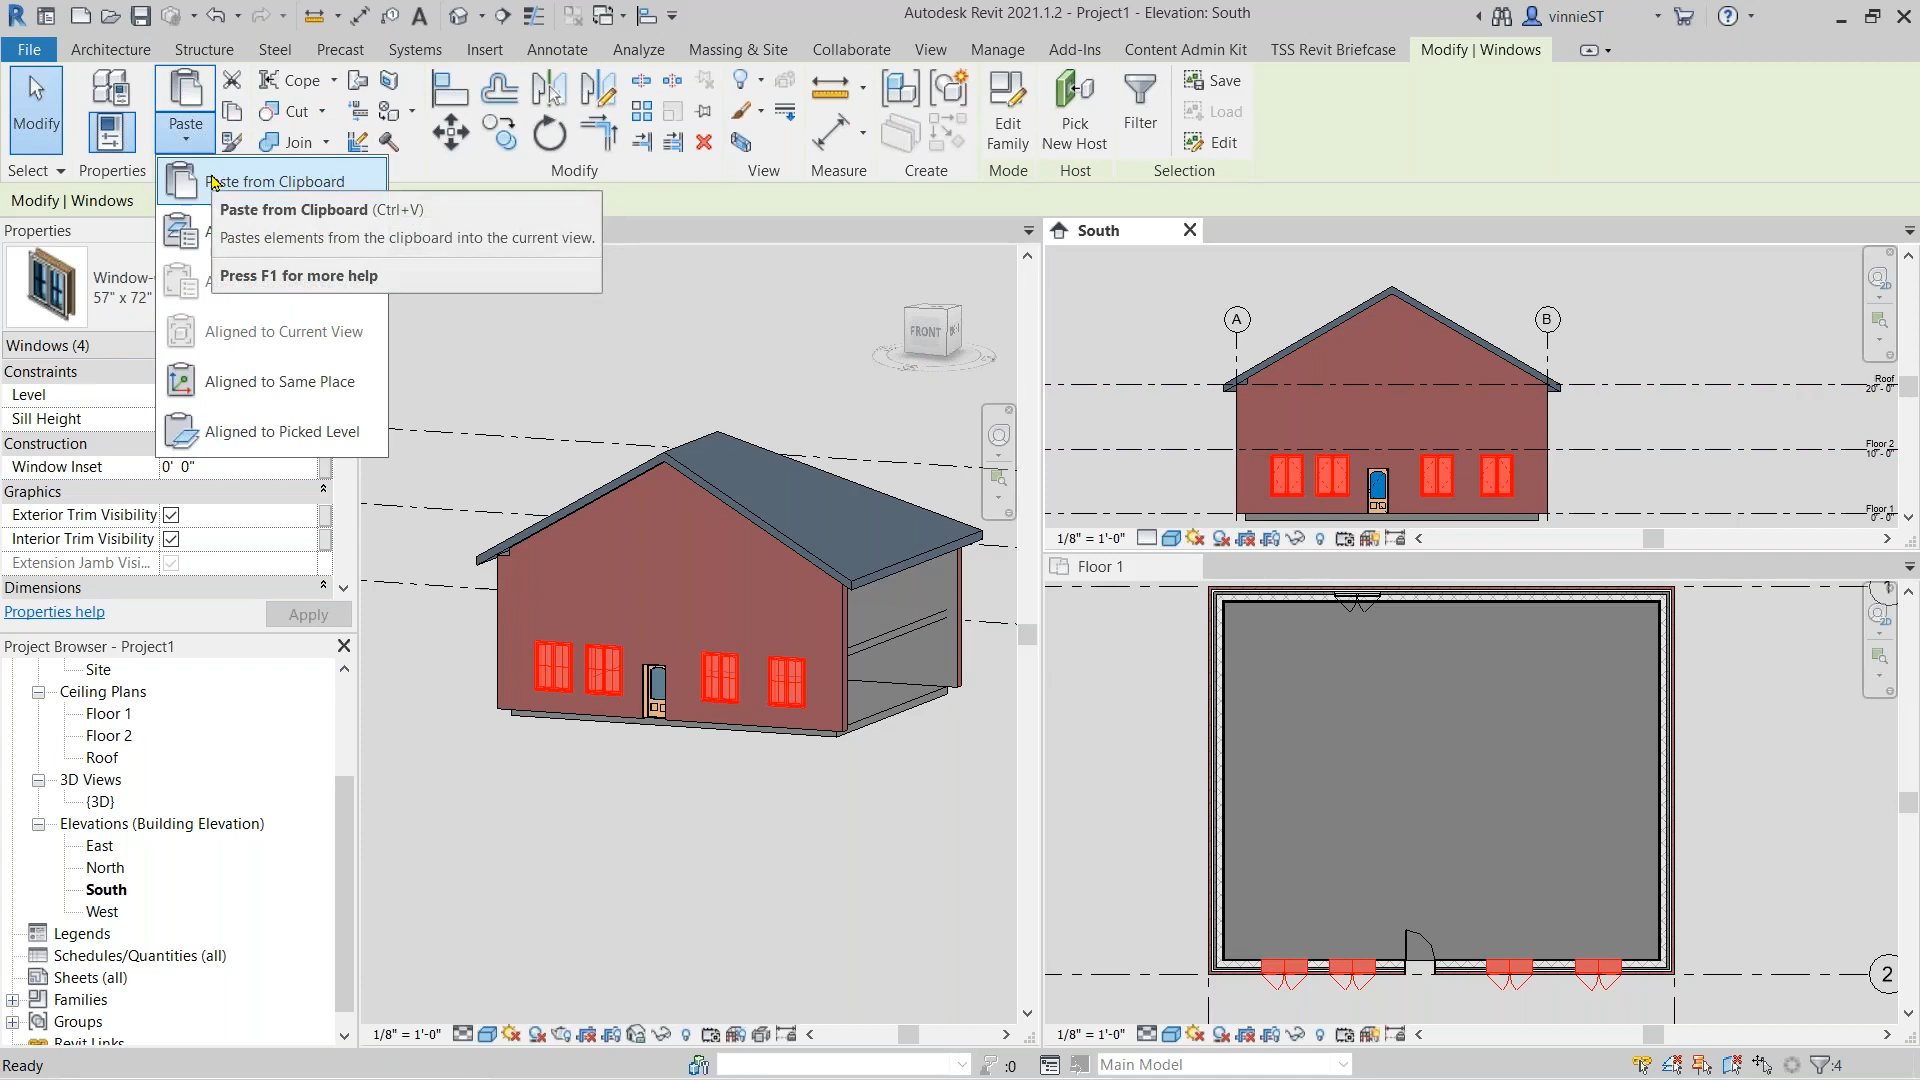 Autodesk Revit 2021.1.2 - Project1 - Elevation: South
vinnieST
File Architecture Structure Steel Precast Systems Insert Annotate Analyze Massing & Site Collaborate View Manage Add-Ins Content Admin Kit TSS Revit Briefcase Modify | Windows
Modify
Paste
Cope
Cut
Join
Edit
Family
Pick
New Host
Filter
Save
Load
Edit
Select Properties Modify View Measure Create Mode Host Selection
Modify | Windows
Paste from Clipboard
Paste from Clipboard (Ctrl+V)
Pastes elements from the clipboard into the current view.
Press F1 for more help
Aligned to Current View
Aligned to Same Place
Aligned to Picked Level
Properties
Window-
57" x 72"
Windows (4)
Constraints
Level
Sill Height
Construction
Window Inset 0' 0"
Graphics
Exterior Trim Visibility
Interior Trim Visibility
Extension Jamb Visi...
Dimensions
Properties help
Apply
Project Browser - Project1
Site
Ceiling Plans
Floor 1
Floor 2
Roof
3D Views
{3D}
Elevations (Building Elevation)
East
North
South
West
Legends
Schedules/Quantities (all)
Sheets (all)
Families
Groups
Revit Links
FRONT
1/8" = 1'-0"
South
A
B
Roof
20' - 0"
Floor 2
10' - 0"
Floor 1
0' - 0"
2D
1/8" = 1'-0"
Floor 1
1
2D
2
1/8" = 1'-0"
Ready
:0
Main Model
:4